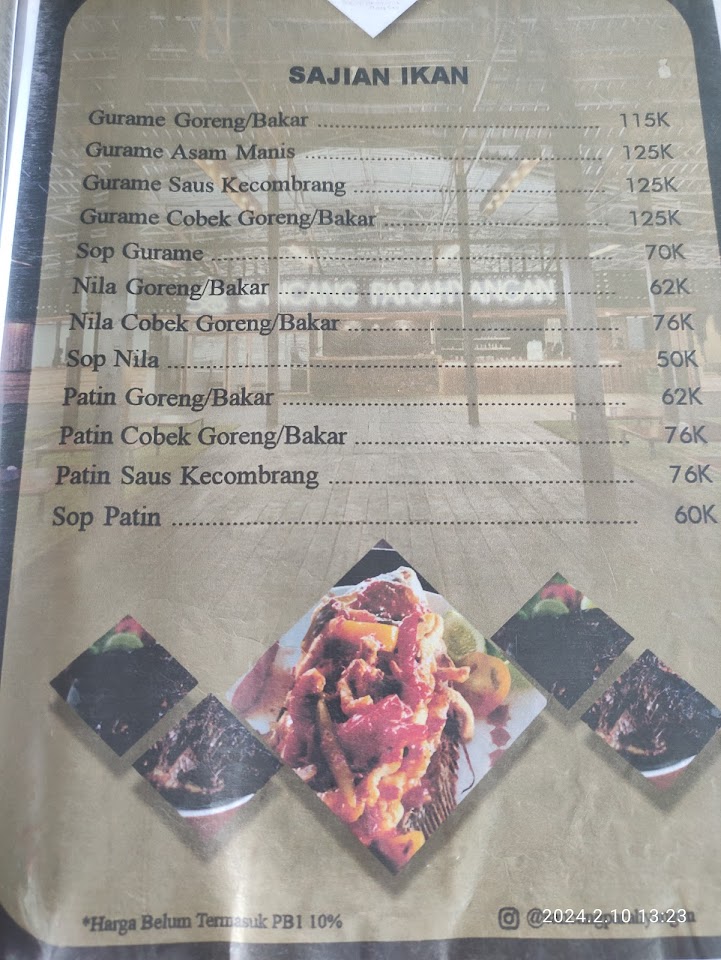 SAJIAN IKAN
Gurame Goreng/Bakar ........ 115K
Gurame Asam Manis ........ 125K
Gurame Saus Kecombrang ........ 125K
Gurame Cobek Goreng/Bakar ........ 125K
Sop Gurame ........ 70K
Nila Goreng/Bakar ........ 62K
Nila Cobek Goreng/Bakar ........ 76K
Sop Nila ........ 50K
Patin Goreng/Bakar ........ 62K
Patin Cobek Goreng/Bakar ........ 76K
Patin Saus Kecombrang ........ 76K
Sop Patin ........ 60K
*Harga Belum Termasuk PB1 10%
2024.2.10 13:23